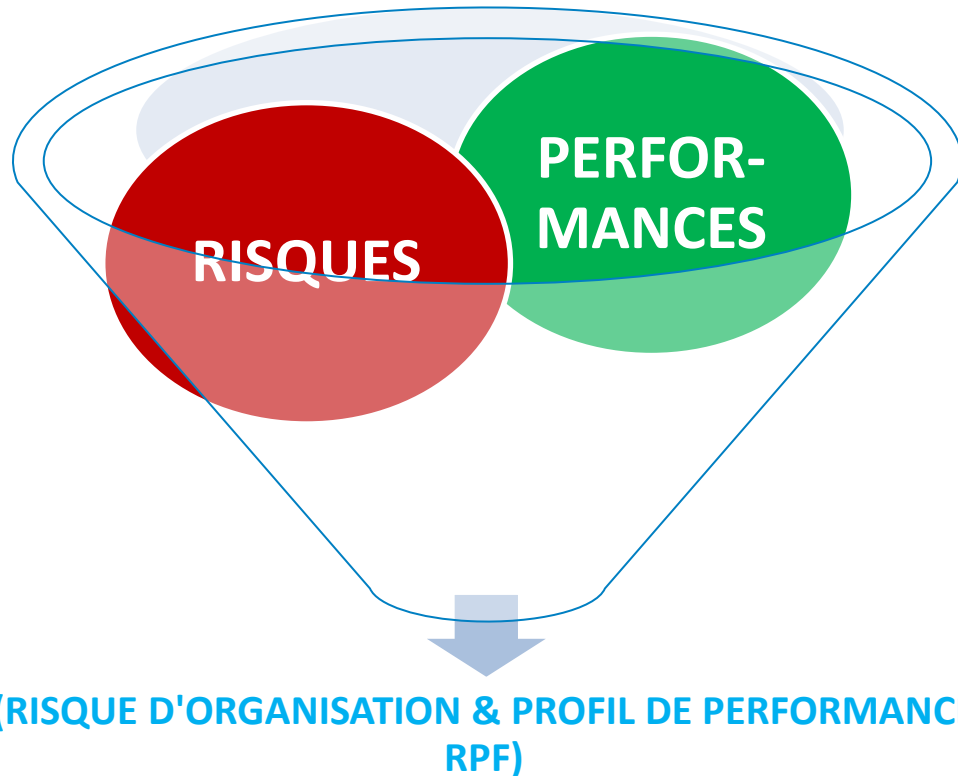 RISQUES
PERFOR-
MANCES
(RISQUE D'ORGANISATION & PROFIL DE PERFORMANC
RPF)